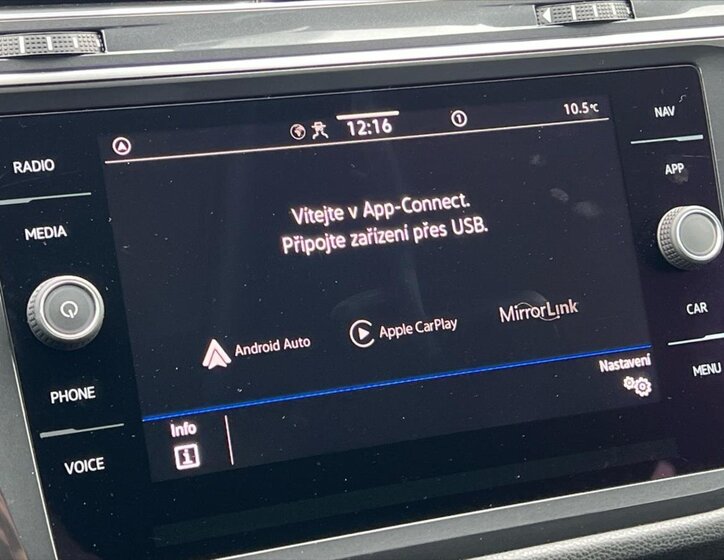 12:16
1
10.5°C
RADIO
MEDIA
PHONE
VOICE
Vítejte v App-Connect.
Připojte zařízení přes USB.
Android Auto
Apple CarPlay
MirrorLink
Nastavení
Info
NAV
APP
CAR
MENU